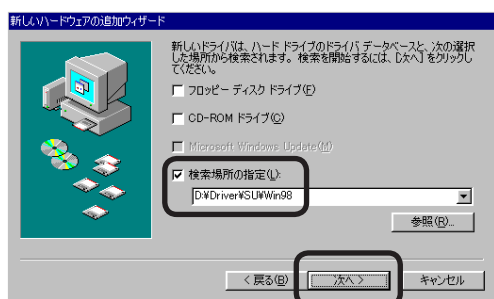 新しいハードウェアの追加ウィザード
新しいドライバは、ハード ドライブのドライバ データベースと、次の選択
した場所から検索されます。検索を開始するには、[次へ] をクリックし
てください。
フロッピー ディスク ドライブ(F)
CD-ROM ドライブ(C)
Microsoft Windows Update(M)
検索場所の指定(L):
D:¥Driver¥SU¥Win98
参照(R)...
< 戻る(B)
次へ >
キャンセル